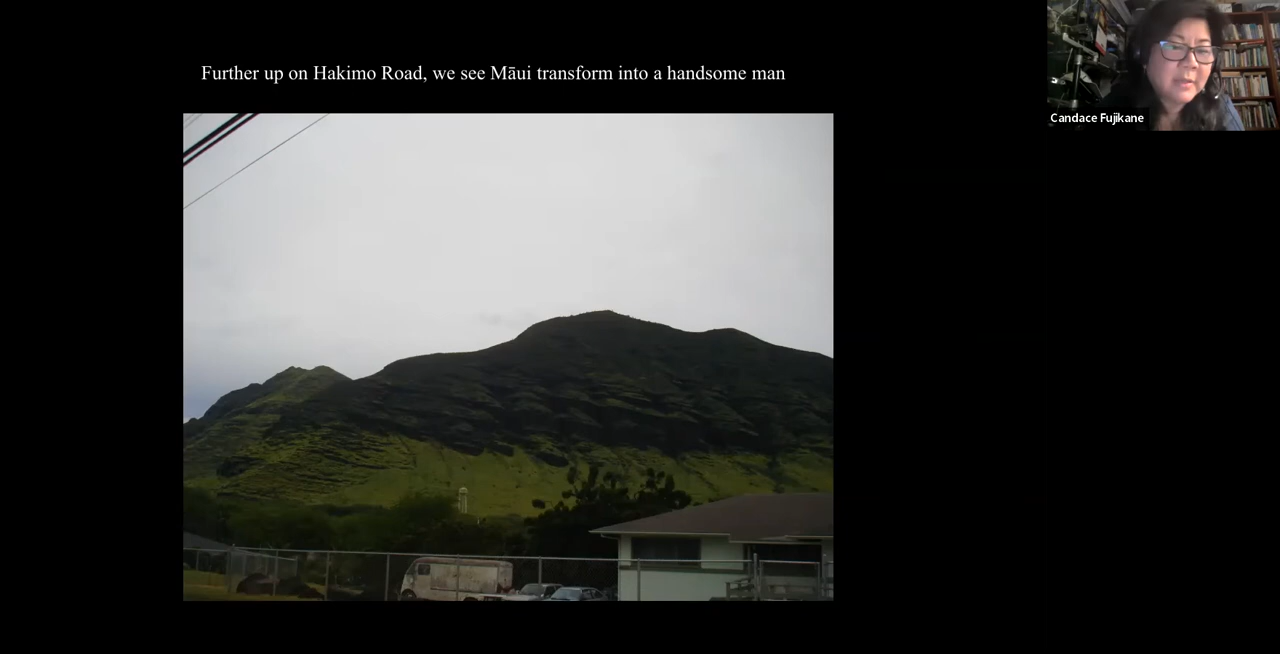 Further up on Hakimo Road, we see Māui transform into a handsome man
Candace Fujikane